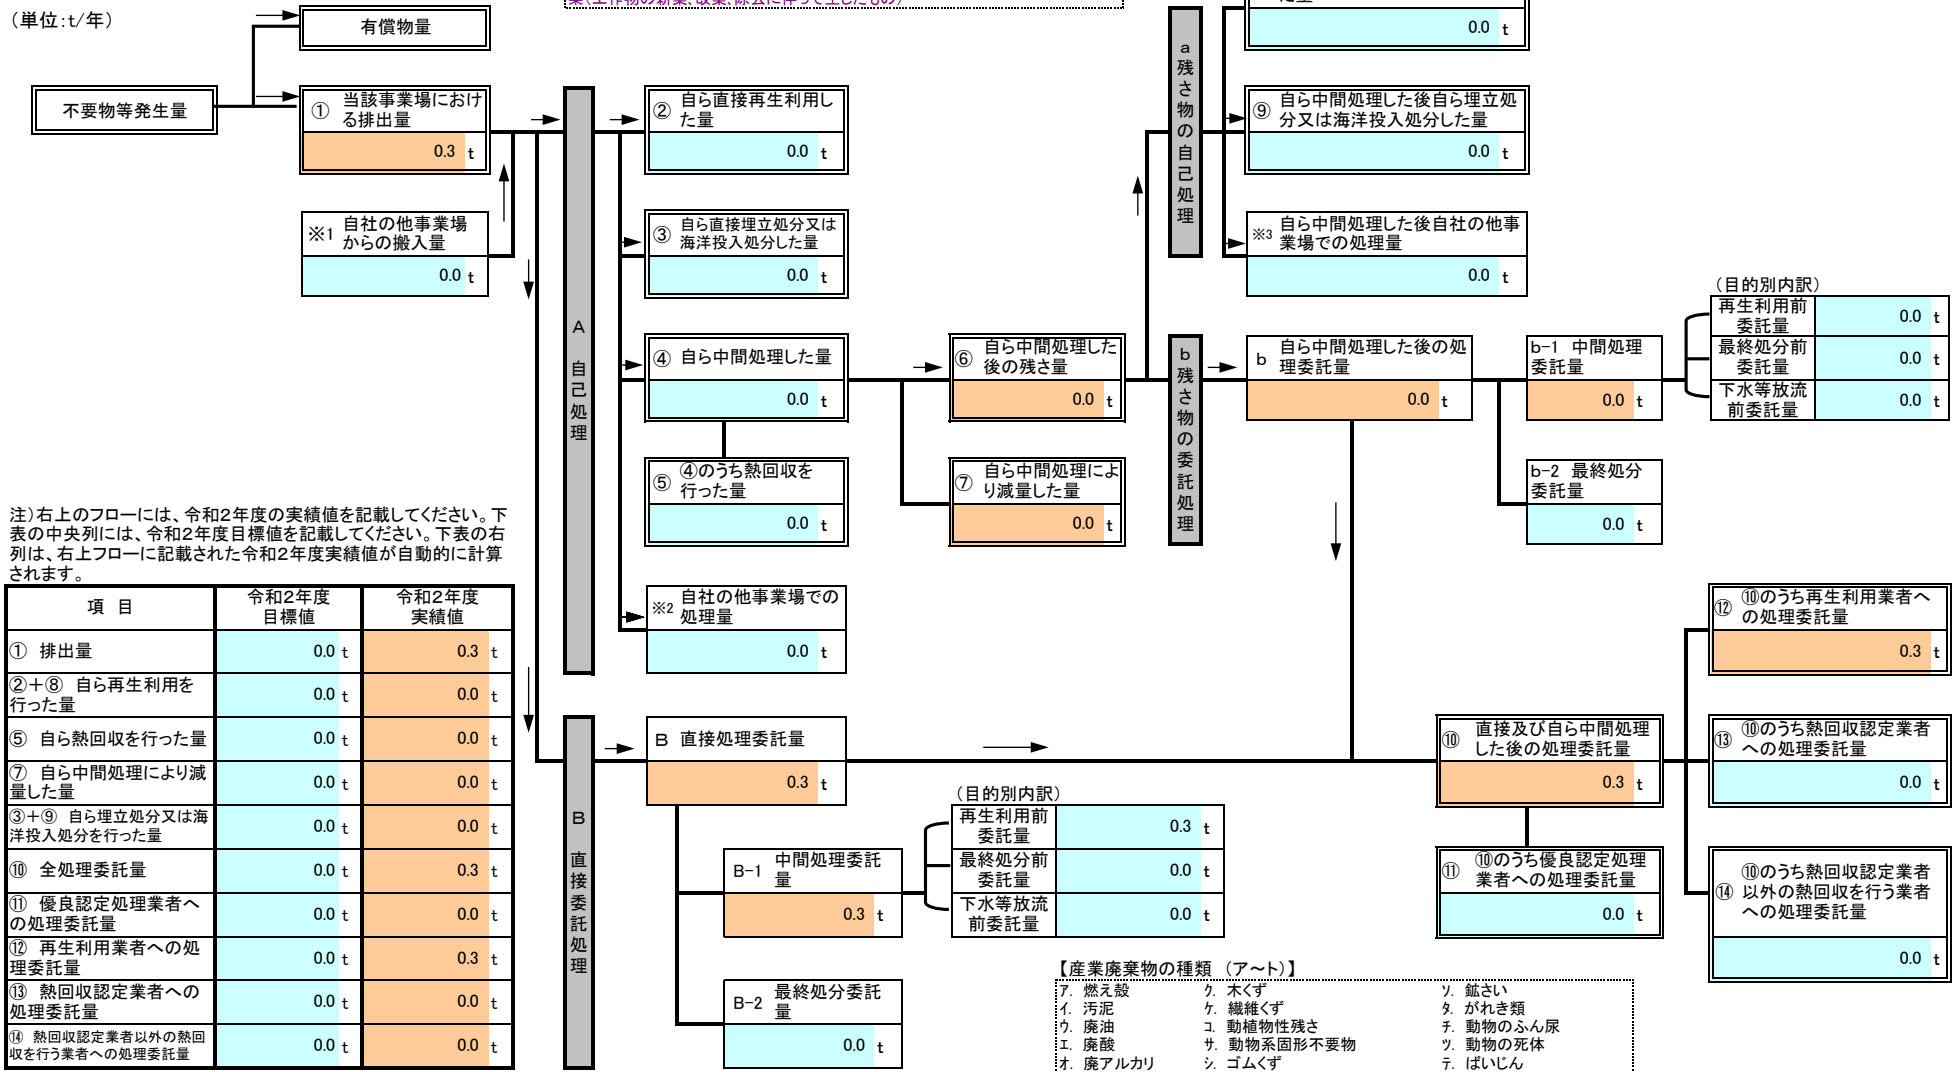 (単位:t/年)
有償物量
不要物等発生量
① 当該事業場におけ
る排出量
0.3 t
※1 自社の他事業場
からの搬入量
0.0 t
A 自己処理
② 自ら直接再生利用し
た量
0.0 t
③ 自ら直接埋立処分又は
海洋投入処分した量
0.0 t
④ 自ら中間処理した量
0.0 t
⑤ ④のうち熱回収を
行った量
0.0 t
※2 自社の他事業場での
処理量
0.0 t
⑥ 自ら中間処理した
後の残さ量
0.0 t
⑦ 自ら中間処理によ
り減量した量
0.0 t
a 残さ物の自己処理
0.0 t
⑨ 自ら中間処理した後自ら埋立処
分又は海洋投入処分した量
0.0 t
※3 自ら中間処理した後自社の他事
業場での処理量
0.0 t
b 残さ物の委託処理
b 自ら中間処理した後の処
理委託量
0.0 t
b-1 中間処理
委託量
0.0 t
b-2 最終処分
委託量
0.0 t
(目的別内訳)
再生利用前
委託量
0.0 t
最終処分前
委託量
0.0 t
下水等放流
前委託量
0.0 t
注)右上のフローには、令和2年度の実績値を記載してください。下
表の中央列には、令和2年度目標値を記載してください。下表の右
列は、右上フローに記載された令和2年度実績値が自動的に計算
されます。
項 目 令和2年度 目標値 令和2年度 実績値
① 排出量 0.0 t 0.3 t
②+⑧ 自ら再生利用を
行った量 0.0 t 0.0 t
⑤ 自ら熱回収を行った量 0.0 t 0.0 t
⑦ 自ら中間処理により減
量した量 0.0 t 0.0 t
③+⑨ 自ら埋立処分又は海
洋投入処分を行った量 0.0 t 0.0 t
⑩ 全処理委託量 0.0 t 0.3 t
⑪ 優良認定処理業者へ
の処理委託量 0.0 t 0.0 t
⑫ 再生利用業者への処
理委託量 0.0 t 0.3 t
⑬ 熱回収認定業者への
処理委託量 0.0 t 0.0 t
⑭ 熱回収認定業者以外の熱回
収を行う業者への処理委託量 0.0 t 0.0 t
B 直接委託処理
B 直接処理委託量
0.3 t
B-1 中間処理委託
量
0.3 t
B-2 最終処分委託
量
0.0 t
(目的別内訳)
再生利用前
委託量
0.3 t
最終処分前
委託量
0.0 t
下水等放流
前委託量
0.0 t
⑩ 直接及び自ら中間処理
した後の処理委託量
0.3 t
⑪ ⑩のうち優良認定処理
業者への処理委託量
0.0 t
⑫ ⑩のうち再生利用業者へ
の処理委託量
0.3 t
⑬ ⑩のうち熱回収認定業者
への処理委託量
0.0 t
⑭ ⑩のうち熱回収認定業者
以外の熱回収を行う業者
への処理委託量
0.0 t
【産業廃棄物の種類 (ア~ト)】
ア. 燃え殻 ク. 木くず ソ. 鉱さい
イ. 汚泥 ケ. 繊維くず タ. がれき類
ウ. 廃油 コ. 動植物性残さ チ. 動物のふん尿
エ. 廃酸 サ. 動物系固形不要物 ツ. 動物の死体
オ. 廃アルカリ シ. ゴムくず テ. ばいじん